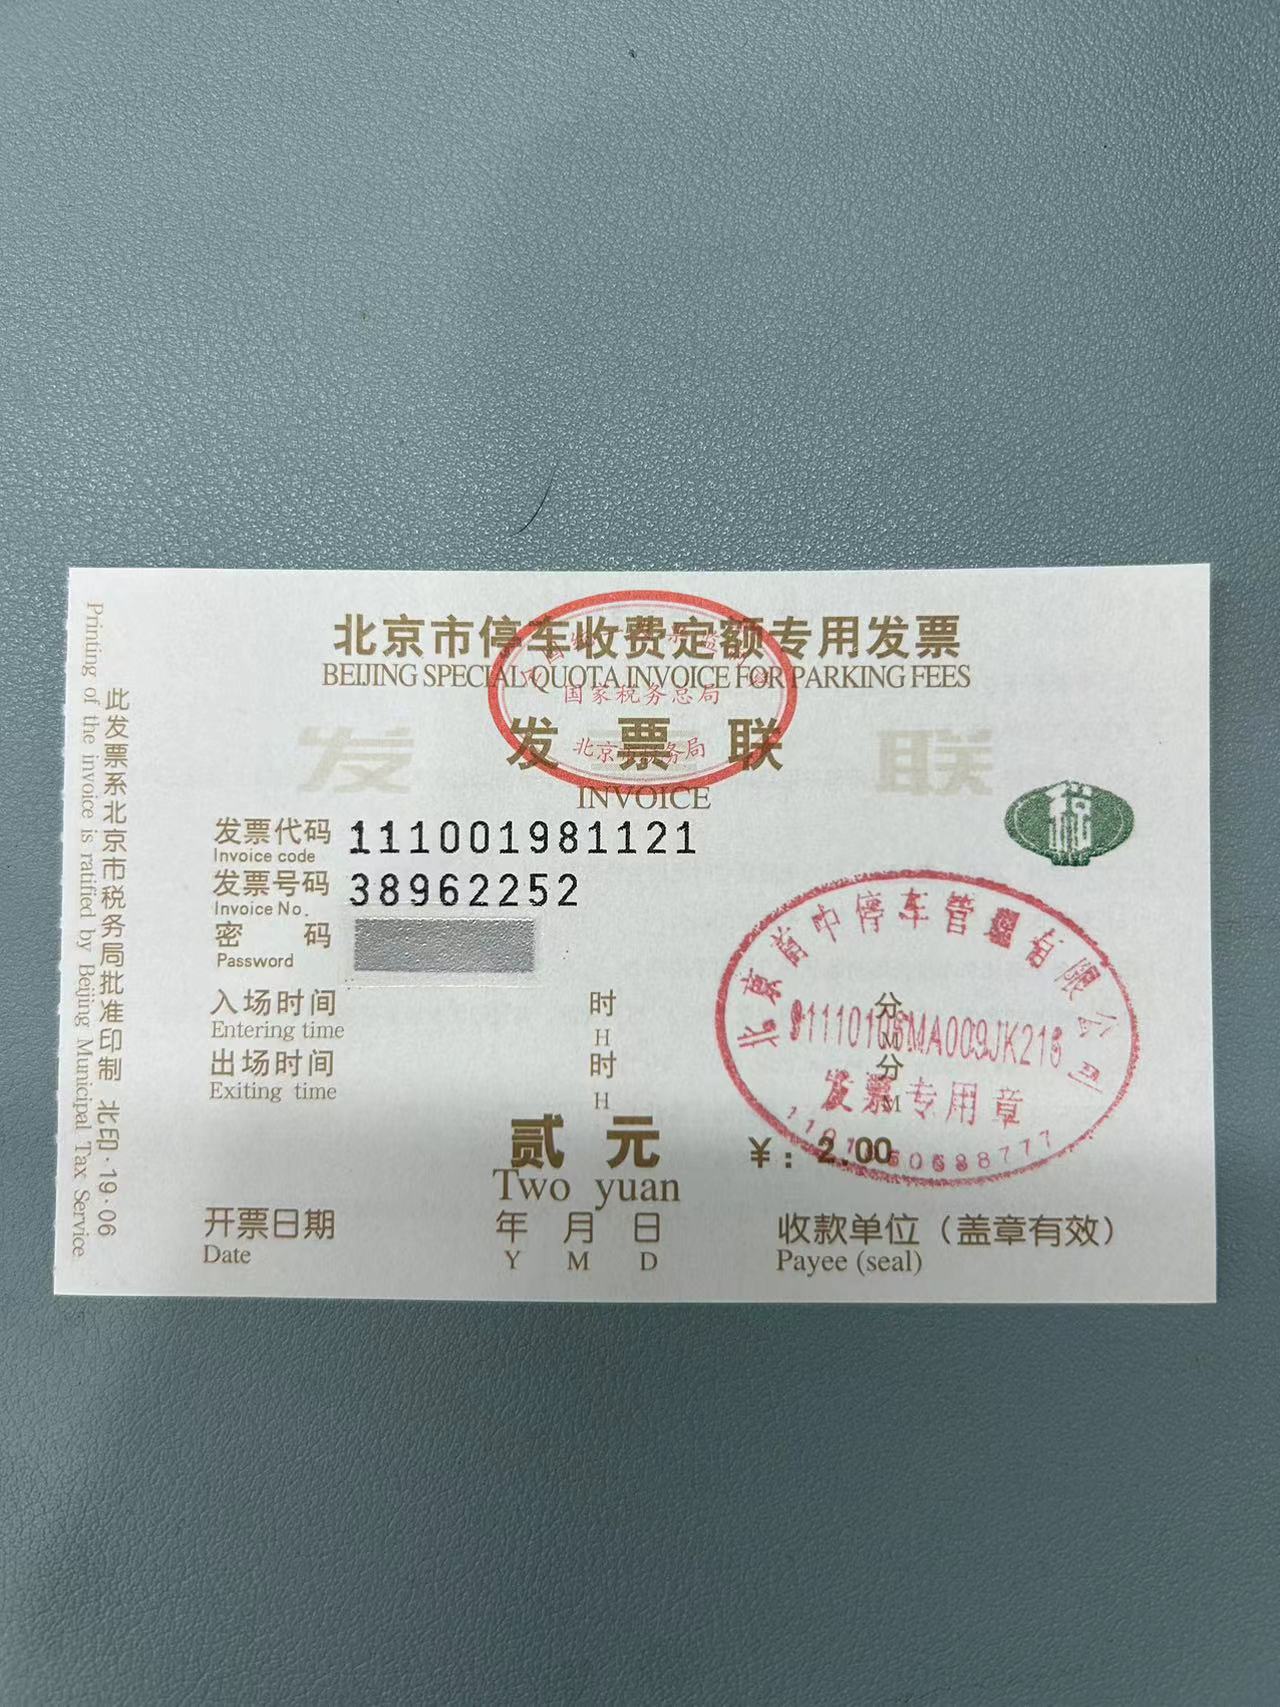 北京市停车收费定额专用发票
BEIJING SPECIAL QUOTA INVOICE FOR PARKING FEES
国家税务总局
北京市税务局
发票联
INVOICE
发 联
税
发票代码 111001981121
Invoice code
发票号码 38962252
Invoice No.
密 码
Password
入场时间 时 分
Entering time H M
出场时间 时 分
Exiting time H M
贰元 ¥: 2.00
Two yuan
开票日期 年 月 日 收款单位（盖章有效）
Date Y M D Payee (seal)
中停车管理有限公司
发票专用章
此发票系北京市税务局批准印制 北印·19·06
Printing of the invoice is ratified by Beijing Municipal Tax Service